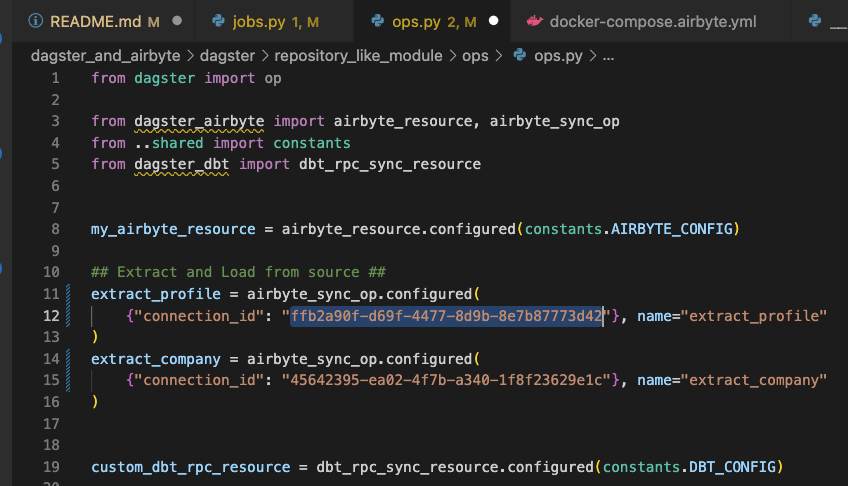 README.md M
jobs.py 1, M
ops.py 2, M
docker-compose.airbyte.yml
dagster_and_airbyte > dagster > repository_like_module > ops > ops.py > ...
1 from dagster import op
2
3 from dagster_airbyte import airbyte_resource, airbyte_sync_op
4 from ..shared import constants
5 from dagster_dbt import dbt_rpc_sync_resource
6
7
8 my_airbyte_resource = airbyte_resource.configured(constants.AIRBYTE_CONFIG)
9
10 ## Extract and Load from source ##
11 extract_profile = airbyte_sync_op.configured(
12 {"connection_id": "ffb2a90f-d69f-4477-8d9b-8e7b87773d42"}, name="extract_profile"
13 )
14 extract_company = airbyte_sync_op.configured(
15 {"connection_id": "45642395-ea02-4f7b-a340-1f8f23629e1c"}, name="extract_company"
16 )
17
18
19 custom_dbt_rpc_resource = dbt_rpc_sync_resource.configured(constants.DBT_CONFIG)